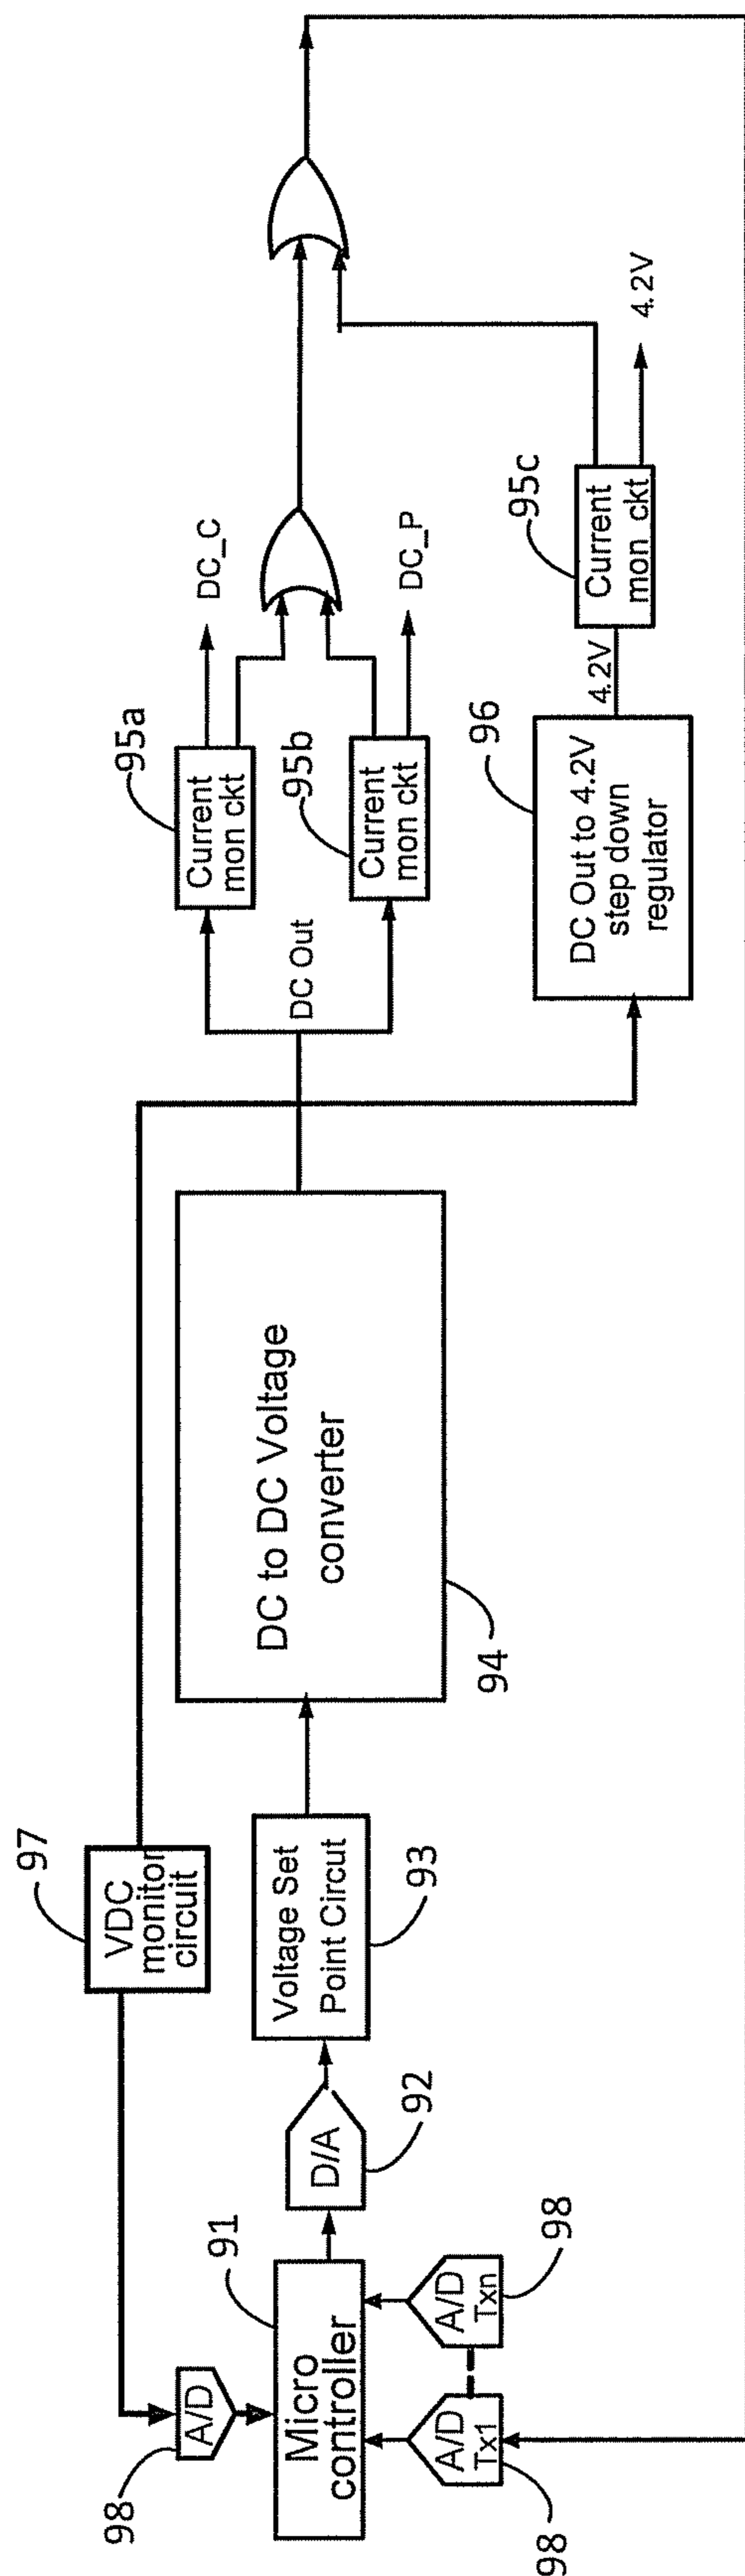 98
A/D
Micro
controller
91
A/D
Tx1
98
A/D
Txn
98
D/A
92
97
VDC
monitor
circuit
Voltage Set
Point Circut
93
DC to DC Voltage
converter
94
DC Out
95a
Current
mon ckt
DC_C
95b
Current
mon ckt
DC_P
96
DC Out to 4.2V
step down
regulator
4.2V
95c
Current
mon ckt
4.2V